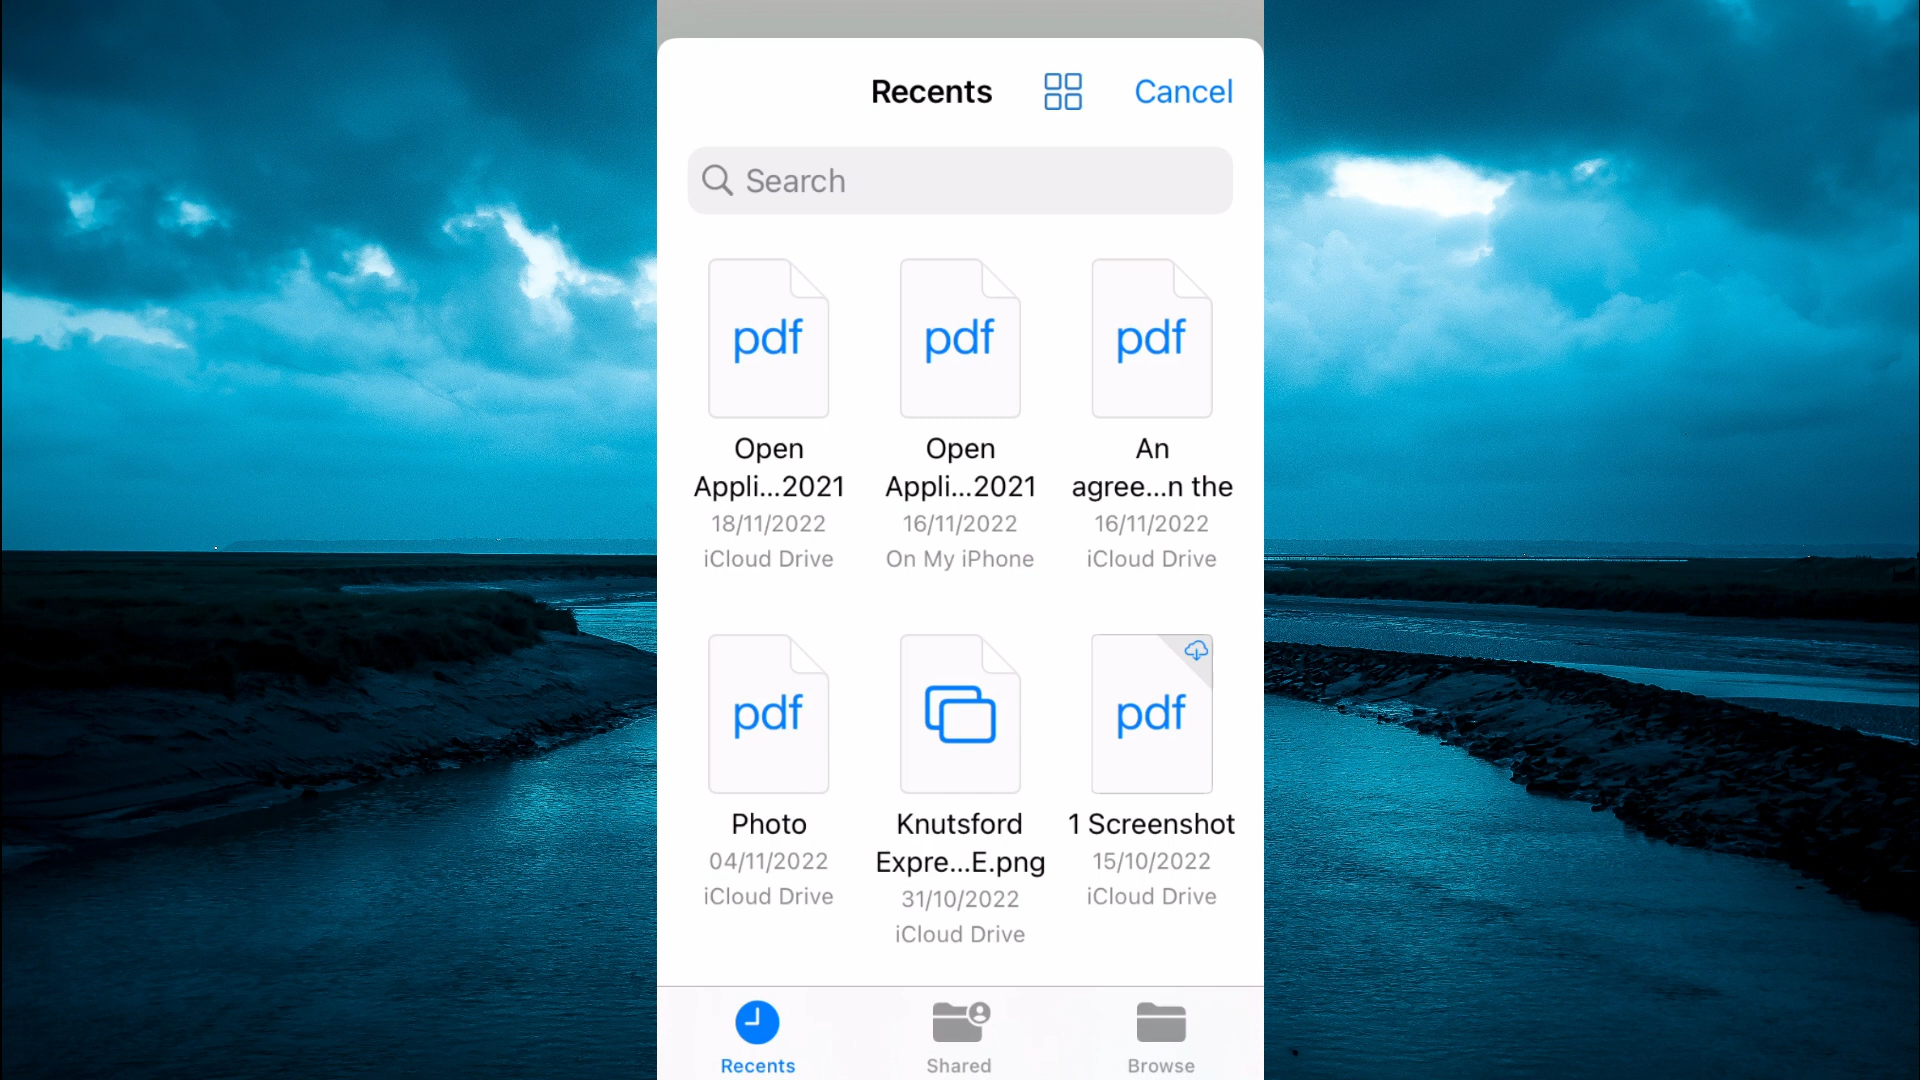 Recents
Cancel
Search
pdf
pdf
pdf
Open
Appli...2021
18/11/2022
iCloud Drive
Open
Appli...2021
16/11/2022
On My iPhone
An
agree...n the
16/11/2022
iCloud Drive
pdf
pdf
Photo
04/11/2022
iCloud Drive
Knutsford
Expre...E.png
31/10/2022
iCloud Drive
1 Screenshot
15/10/2022
iCloud Drive
Recents
Shared
Browse